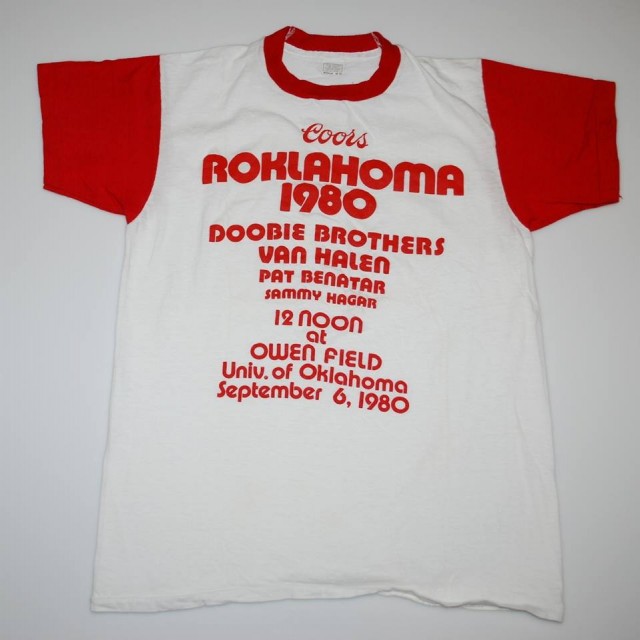 Coors
ROKLAHOMA
1980
DOOBIE BROTHERS
VAN HALEN
PAT BENATAR
SAMMY HAGAR
12 NOON
at
OWEN FIELD
Univ. of Oklahoma
September 6, 1980